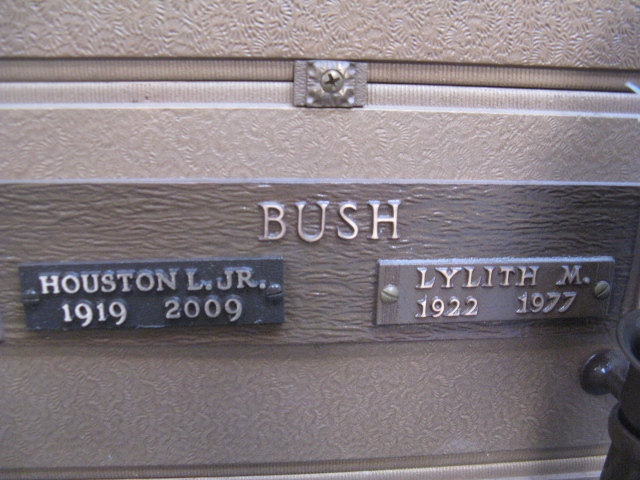 BUSH
HOUSTON L. JR.
1919 2009
LYLITH M.
1922 1977